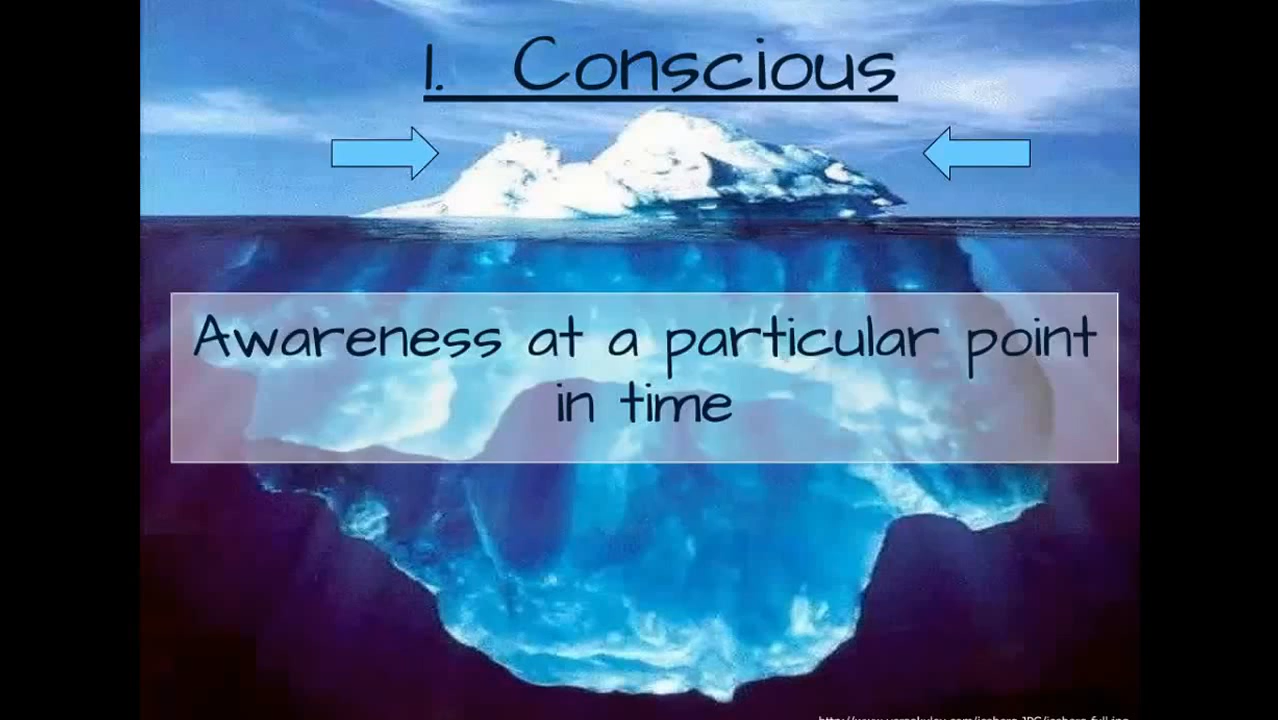 1. Conscious
Awareness at a particular point
in time